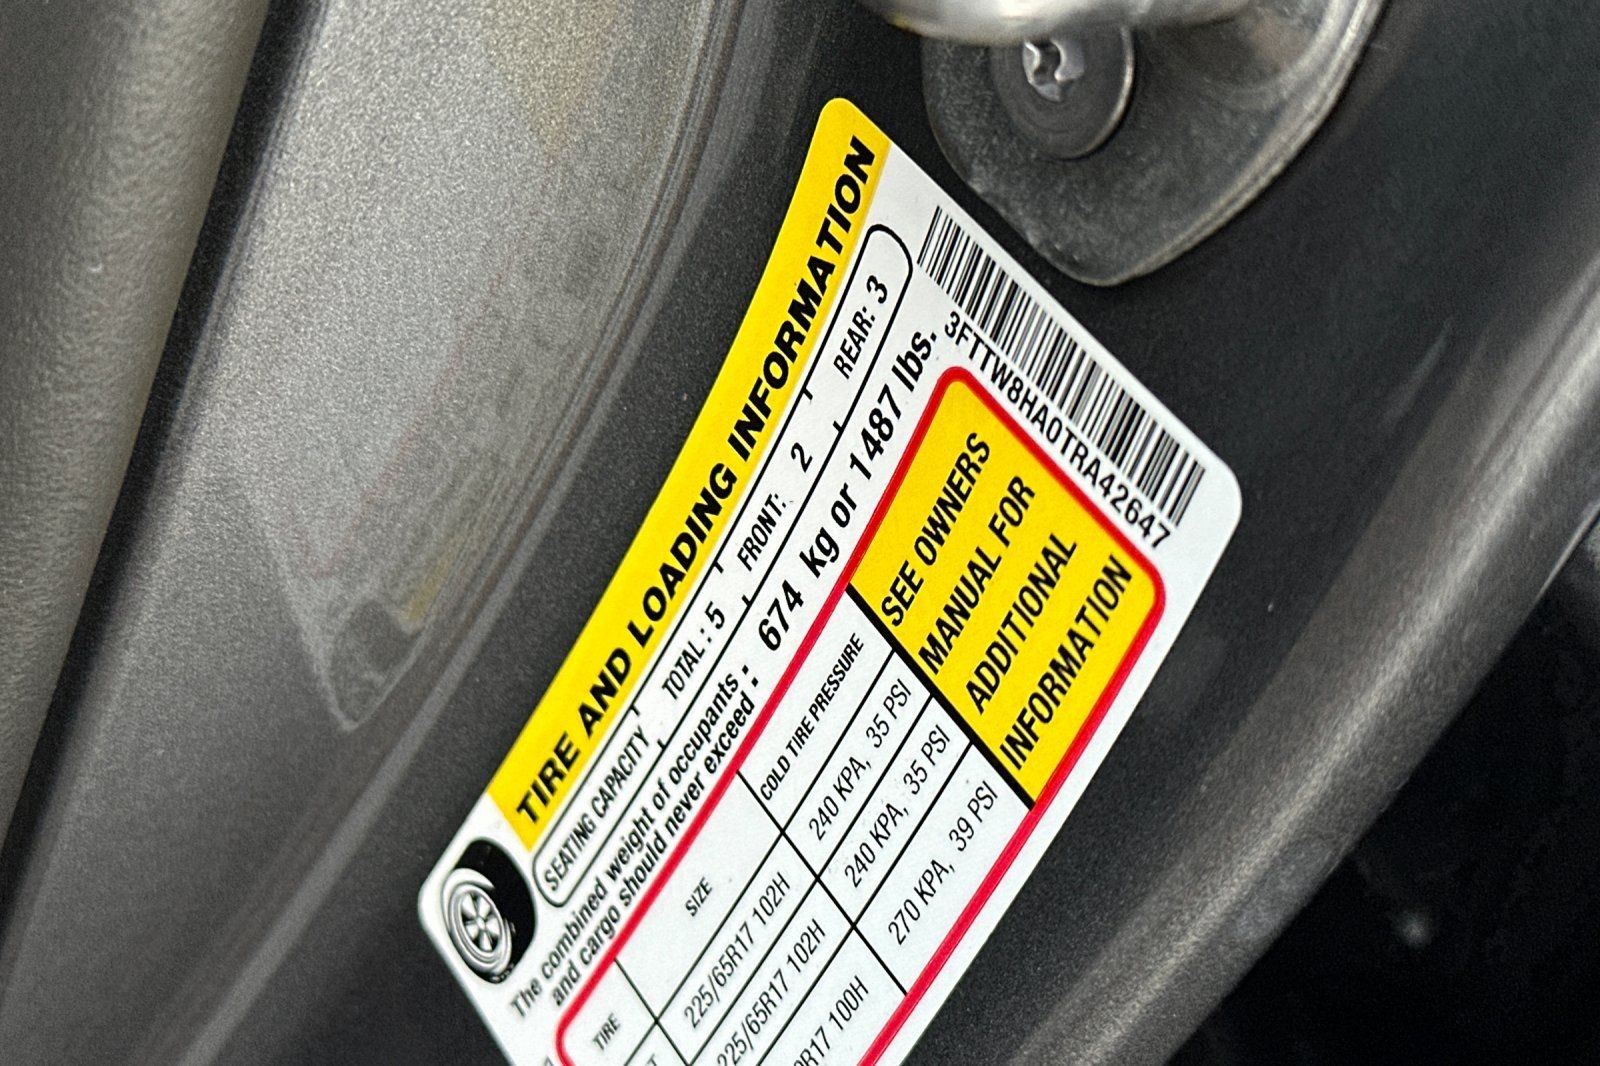 TIRE AND LOADING INFORMATION
SEATING CAPACITY TOTAL : 5 FRONT: 2 REAR: 3
The combined weight of occupants : 674 kg or 1487 lbs.
and cargo should never exceed :
3FTTW8HA0TRA42647
TIRE SIZE COLD TIRE PRESSURE
225/65R17 102H 240 KPA, 35 PSI
225/65R17 102H 240 KPA, 35 PSI
R17 100H 270 KPA, 39 PSI
SEE OWNERS
MANUAL FOR
ADDITIONAL
INFORMATION